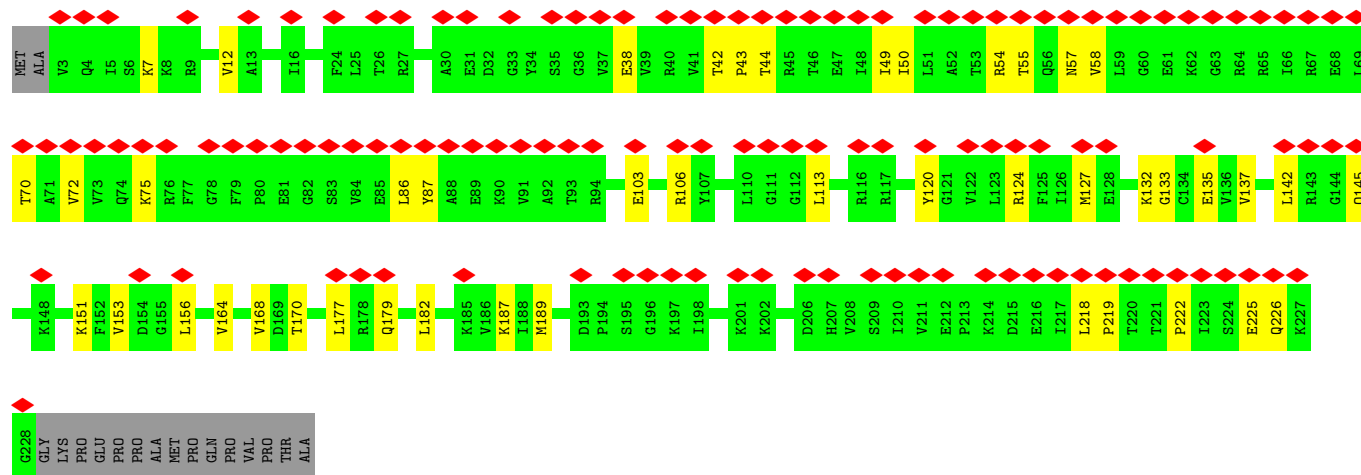 MET ALA V3 Q4 I5 S6 K7 K8 R9 V12 A13 I16 F24 L25 T26 R27 A30 E31 D32 G33 Y34 S35 G36 V37 E38 V39 R40 V41 T42 P43 T44 R45 T46 E47 I48 I49 I50 L51 A52 T53 R54 T55 Q56 N57 V58 L59 G60 E61 K62 G63 R64 R65 I66 R67 E68 L69
T70 A71 V72 V73 Q74 K75 R76 F77 G78 F79 P80 E81 G82 S83 V84 E85 L86 Y87 A88 E89 K90 V91 A92 T93 R94 E103 R106 Y107 L110 G111 G112 L113 R116 R117 Y120 G121 V122 L123 R124 F125 I126 M127 E128 K132 G133 C134 E135 V136 V137 L142 R143 G144 Q145
K148 K151 F152 V153 D154 G155 L156 V164 V168 D169 T170 L177 R178 Q179 L182 K185 V186 K187 I188 M189 D193 P194 S195 G196 K197 I198 K201 K202 D206 H207 V208 S209 I210 V211 E212 P213 K214 D215 E216 I217 L218 P219 T220 T221 P222 I223 S224 E225 Q226 K227
G228 GLY LYS PRO GLU PRO PRO ALA MET PRO GLN PRO VAL PRO THR ALA